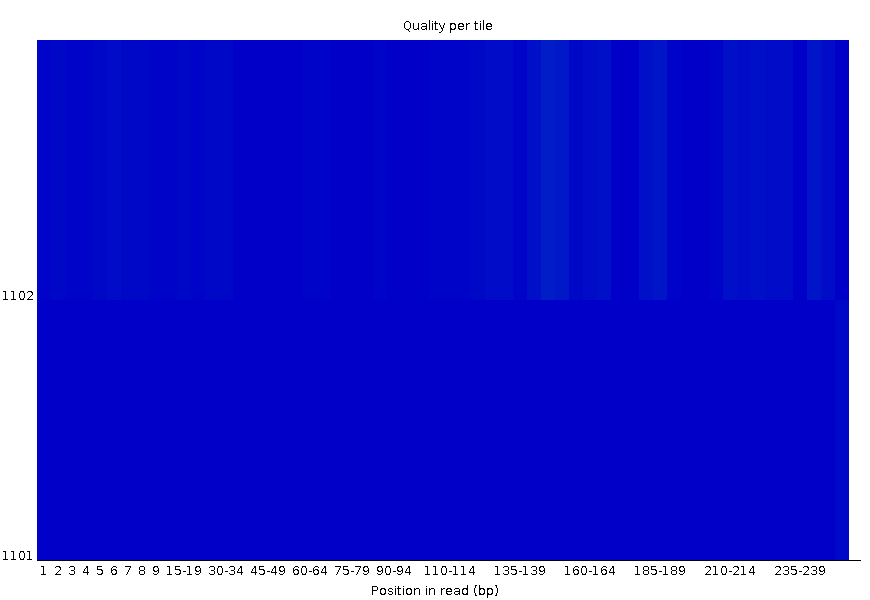 Quality per tile
1102
1101
1 2 3 4 5 6 7 8 9 15-19 30-34 45-49 60-64 75-79 90-94 110-114 135-139 160-164 185-189 210-214 235-239
Position in read (bp)